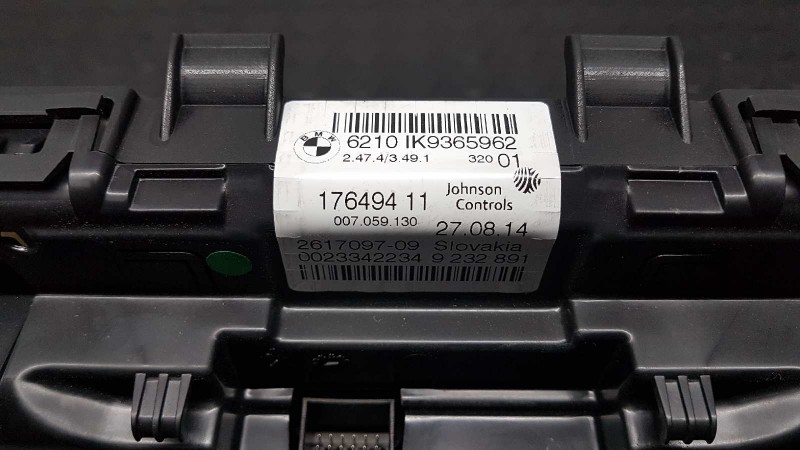 BMW
6210 IK9365962
2.47.4/3.49.1 320 01
176494 11 Johnson Controls
007.059.130 27.08.14
2617097-09 Slovakia
0023342234 9 232 891